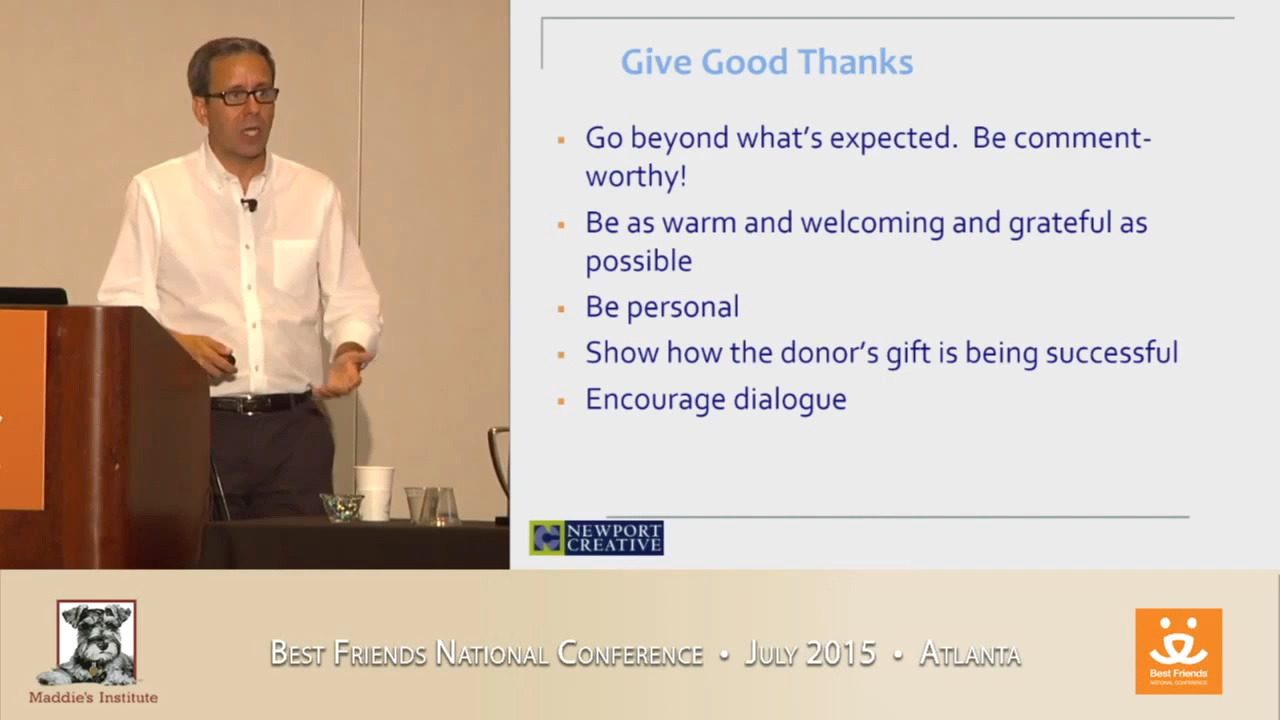 Give Good Thanks
Go beyond what's expected.  Be comment-
worthy!
Be as warm and welcoming and grateful as
possible
Be personal
Show how the donor's gift is being successful
Encourage dialogue
NEWPORT
CREATIVE
Maddie's Institute
Best Friends National Conference • July 2015 • Atlanta
Best Friends
NATIONAL CONFERENCE